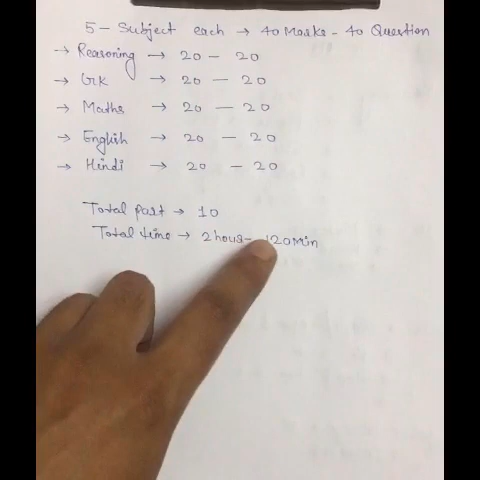 5 - Subject each → 40 Marks - 40 Question
→ Reasoning → 20 - 20
→ GK → 20 - 20
→ Maths → 20 - 20
→ English → 20 - 20
→ Hindi → 20 - 20
Total part → 10
Total time → 2 hours - 120 Min